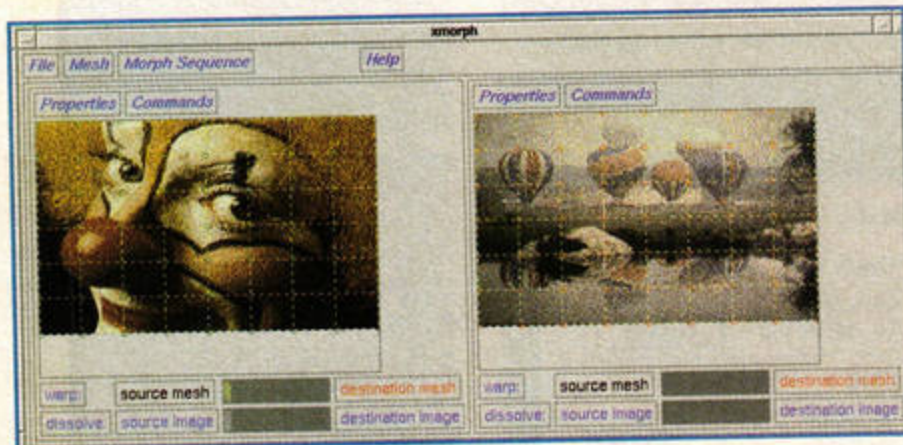 xmorph
File Mesh Morph Sequence Help
Properties Commands
Properties Commands
warp: source mesh destination mesh
dissolve: source image destination image
warp: source mesh destination mesh
dissolve: source image destination image